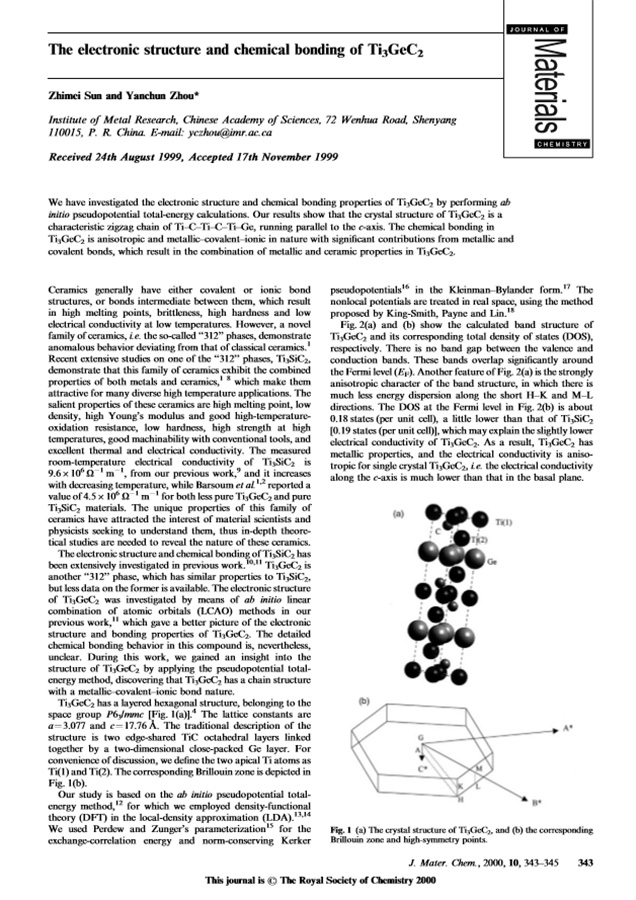 JOURNAL OF
Materials
CHEMISTRY
The electronic structure and chemical bonding of Ti3GeC2
Zhimei Sun and Yanchun Zhou*
Institute of Metal Research, Chinese Academy of Sciences, 72 Wenhua Road, Shenyang
110015, P. R. China. E-mail: yczhou@imr.ac.cn
Received 24th August 1999, Accepted 17th November 1999
We have investigated the electronic structure and chemical bonding properties of Ti3GeC2 by performing ab
initio pseudopotential total-energy calculations. Our results show that the crystal structure of Ti3GeC2 is a
characteristic zigzag chain of Ti–C–Ti–C–Ti–Ge, running parallel to the c-axis. The chemical bonding in
Ti3GeC2 is anisotropic and metallic–covalent–ionic in nature with significant contributions from metallic and
covalent bonds, which result in the combination of metallic and ceramic properties in Ti3GeC2.
Ceramics generally have either covalent or ionic bond
structures, or bonds intermediate between them, which result
in high melting points, brittleness, high hardness and low
electrical conductivity at low temperatures. However, a novel
family of ceramics, i.e. the so-called “312” phases, demonstrate
anomalous behavior deviating from that of classical ceramics.1
Recent extensive studies on one of the “312” phases, Ti3SiC2,
demonstrate that this family of ceramics exhibit the combined
properties of both metals and ceramics,1–8 which make them
attractive for many diverse high temperature applications. The
salient properties of these ceramics are high melting point, low
density, high Young's modulus and good high-temperature-
oxidation resistance, low hardness, high strength at high
temperatures, good machinability with conventional tools, and
excellent thermal and electrical conductivity. The measured
room-temperature electrical conductivity of Ti3SiC2 is
9.6 × 10⁶ Ω⁻¹ m⁻¹, from our previous work,9 and it increases
with decreasing temperature, while Barsoum et al.1,2 reported a
value of 4.5 × 10⁶ Ω⁻¹ m⁻¹ for both less pure Ti3GeC2 and pure
Ti3SiC2 materials. The unique properties of this family of
ceramics have attracted the interest of material scientists and
physicists seeking to understand them, thus in-depth theore-
tical studies are needed to reveal the nature of these ceramics.
The electronic structure and chemical bonding of Ti3SiC2 has
been extensively investigated in previous work.10,11 Ti3GeC2 is
another “312” phase, which has similar properties to Ti3SiC2,
but less data on the former is available. The electronic structure
of Ti3GeC2 was investigated by means of ab initio linear
combination of atomic orbitals (LCAO) methods in our
previous work,11 which gave a better picture of the electronic
structure and bonding properties of Ti3GeC2. The detailed
chemical bonding behavior in this compound is, nevertheless,
unclear. During this work, we gained an insight into the
structure of Ti3GeC2 by applying the pseudopotential total-
energy method, discovering that Ti3GeC2 has a chain structure
with a metallic–covalent–ionic bond nature.
Ti3GeC2 has a layered hexagonal structure, belonging to the
space group P63/mmc [Fig. 1(a)].4 The lattice constants are
a=3.077 and c=17.76 Å. The traditional description of the
structure is two edge-shared TiC octahedral layers linked
together by a two-dimensional close-packed Ge layer. For
convenience of discussion, we define the two apical Ti atoms as
Ti(1) and Ti(2). The corresponding Brillouin zone is depicted in
Fig. 1(b).
Our study is based on the ab initio pseudopotential total-
energy method,12 for which we employed density-functional
theory (DFT) in the local-density approximation (LDA).13,14
We used Perdew and Zunger's parameterization15 for the
exchange-correlation energy and norm-conserving Kerker
pseudopotentials16 in the Kleinman–Bylander form.17 The
nonlocal potentials are treated in real space, using the method
proposed by King-Smith, Payne and Lin.18
Fig. 2(a) and (b) show the calculated band structure of
Ti3GeC2 and its corresponding total density of states (DOS),
respectively. There is no band gap between the valence and
conduction bands. These bands overlap significantly around
the Fermi level (EF). Another feature of Fig. 2(a) is the strongly
anisotropic character of the band structure, in which there is
much less energy dispersion along the short H–K and M–L
directions. The DOS at the Fermi level in Fig. 2(b) is about
0.18 states (per unit cell), a little lower than that of Ti3SiC2
[0.19 states (per unit cell)], which may explain the slightly lower
electrical conductivity of Ti3GeC2. As a result, Ti3GeC2 has
metallic properties, and the electrical conductivity is aniso-
tropic for single crystal Ti3GeC2, i.e. the electrical conductivity
along the c-axis is much lower than that in the basal plane.
(a)
Ti(1)
C
Ti(2)
Ge
(b)
A*
G
A
C*
M
K
L
H
B*
Fig. 1 (a) The crystal structure of Ti3GeC2, and (b) the corresponding
Brillouin zone and high-symmetry points.
J. Mater. Chem., 2000, 10, 343–345 343
This journal is © The Royal Society of Chemistry 2000